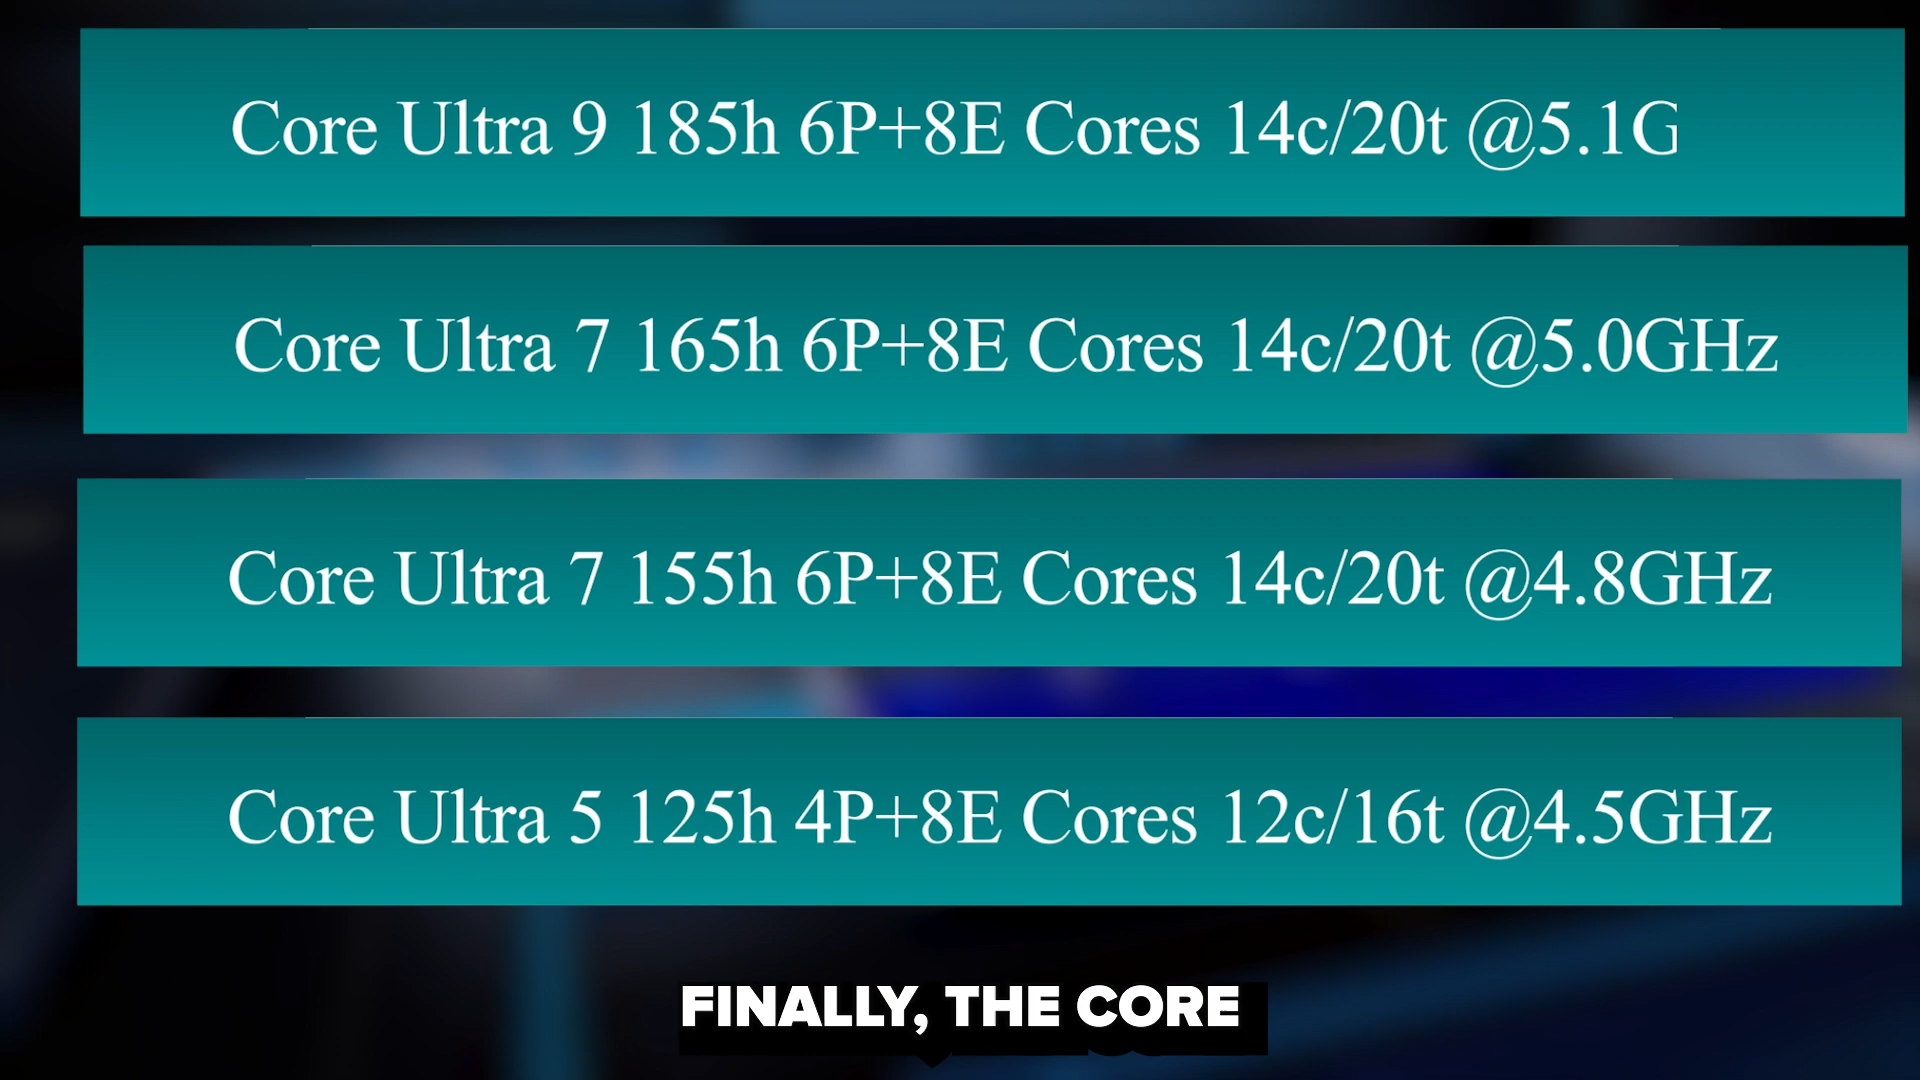 Core Ultra 9 185h 6P+8E Cores 14c/20t @5.1G
Core Ultra 7 165h 6P+8E Cores 14c/20t @5.0GHz
Core Ultra 7 155h 6P+8E Cores 14c/20t @4.8GHz
Core Ultra 5 125h 4P+8E Cores 12c/16t @4.5GHz
FINALLY, THE CORE